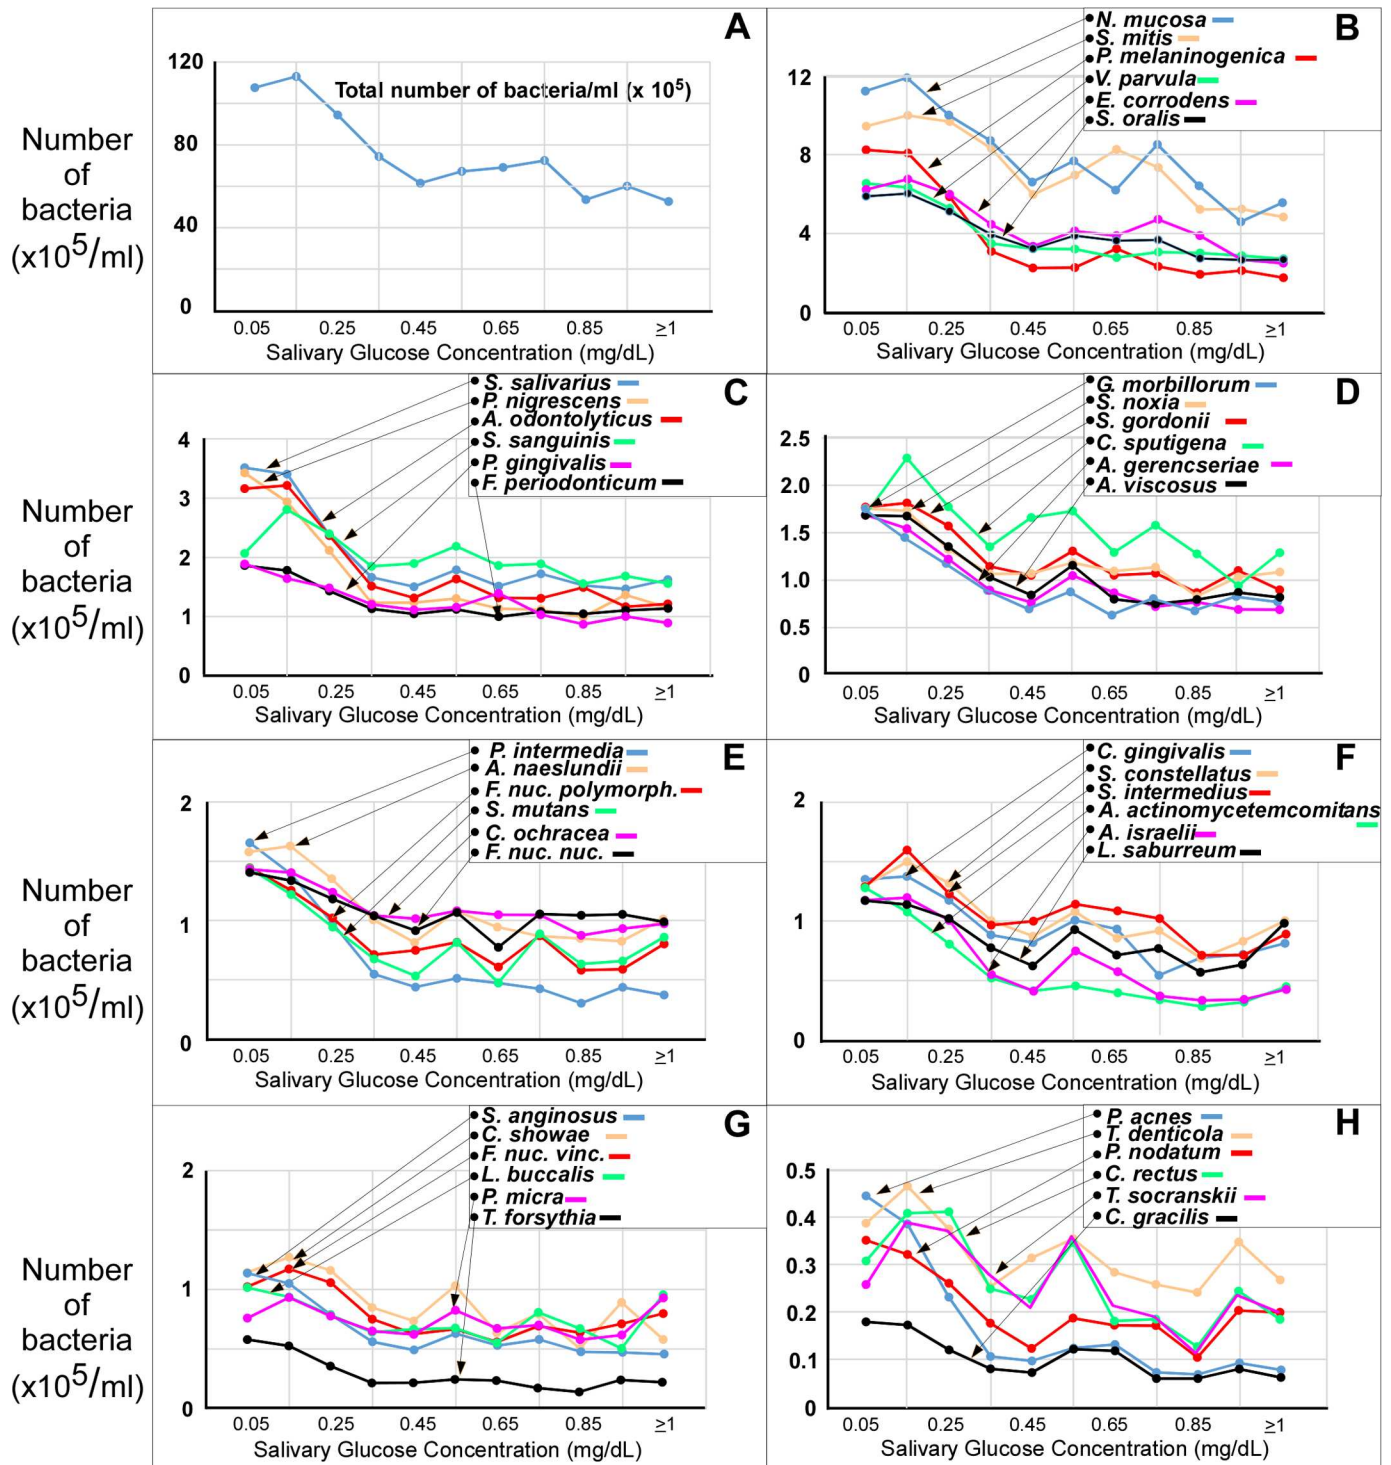 A
Number
of
bacteria
(x10⁵/ml)
120
80
40
0
Total number of bacteria/ml (x 10⁵)
0.05 0.25 0.45 0.65 0.85 ≥1
Salivary Glucose Concentration (mg/dL)
B
N. mucosa
S. mitis
P. melaninogenica
V. parvula
E. corrodens
S. oralis
12
8
4
0
0.05 0.25 0.45 0.65 0.85 ≥1
Salivary Glucose Concentration (mg/dL)
C
S. salivarius
P. nigrescens
A. odontolyticus
S. sanguinis
P. gingivalis
F. periodonticum
Number
of
bacteria
(x10⁵/ml)
4
3
2
1
0
0.05 0.25 0.45 0.65 0.85 ≥1
Salivary Glucose Concentration (mg/dL)
D
G. morbillorum
S. noxia
S. gordonii
C. sputigena
A. gerencseriae
A. viscosus
2.5
2.0
1.5
1.0
0.5
0
0.05 0.25 0.45 0.65 0.85 ≥1
Salivary Glucose Concentration (mg/dL)
E
P. intermedia
A. naeslundii
F. nuc. polymorph.
S. mutans
C. ochracea
F. nuc. nuc.
Number
of
bacteria
(x10⁵/ml)
2
1
0
0.05 0.25 0.45 0.65 0.85 ≥1
Salivary Glucose Concentration (mg/dL)
F
C. gingivalis
S. constellatus
S. intermedius
A. actinomycetemcomitans
A. israelii
L. saburreum
2
1
0
0.05 0.25 0.45 0.65 0.85 ≥1
Salivary Glucose Concentration (mg/dL)
G
S. anginosus
C. showae
F. nuc. vinc.
L. buccalis
P. micra
T. forsythia
Number
of
bacteria
(x10⁵/ml)
2
1
0
0.05 0.25 0.45 0.65 0.85 ≥1
Salivary Glucose Concentration (mg/dL)
H
P. acnes
T. denticola
P. nodatum
C. rectus
T. socranskii
C. gracilis
0.5
0.4
0.3
0.2
0.1
0
0.05 0.25 0.45 0.65 0.85 ≥1
Salivary Glucose Concentration (mg/dL)